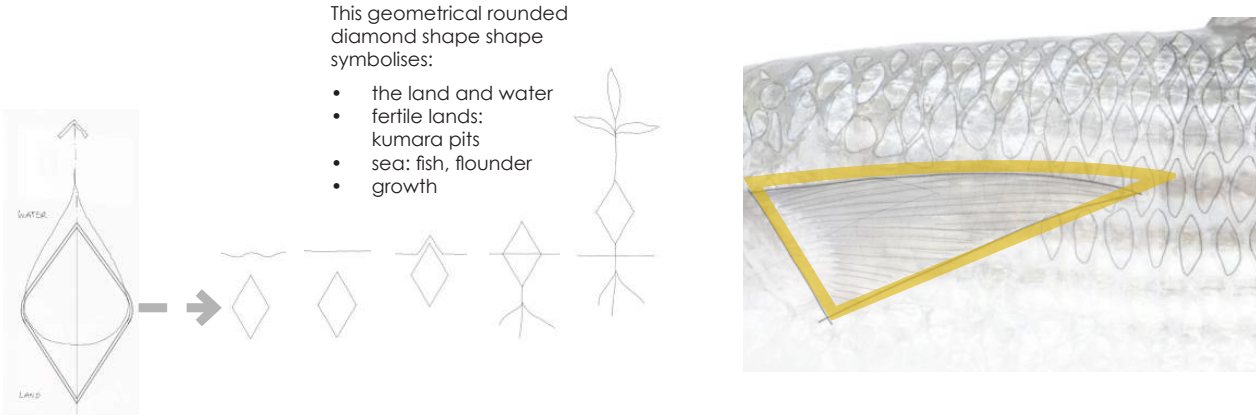 This geometrical rounded
diamond shape shape
symbolises:
• the land and water
• fertile lands:
kumara pits
• sea: fish, flounder
• growth
WATER
LAND